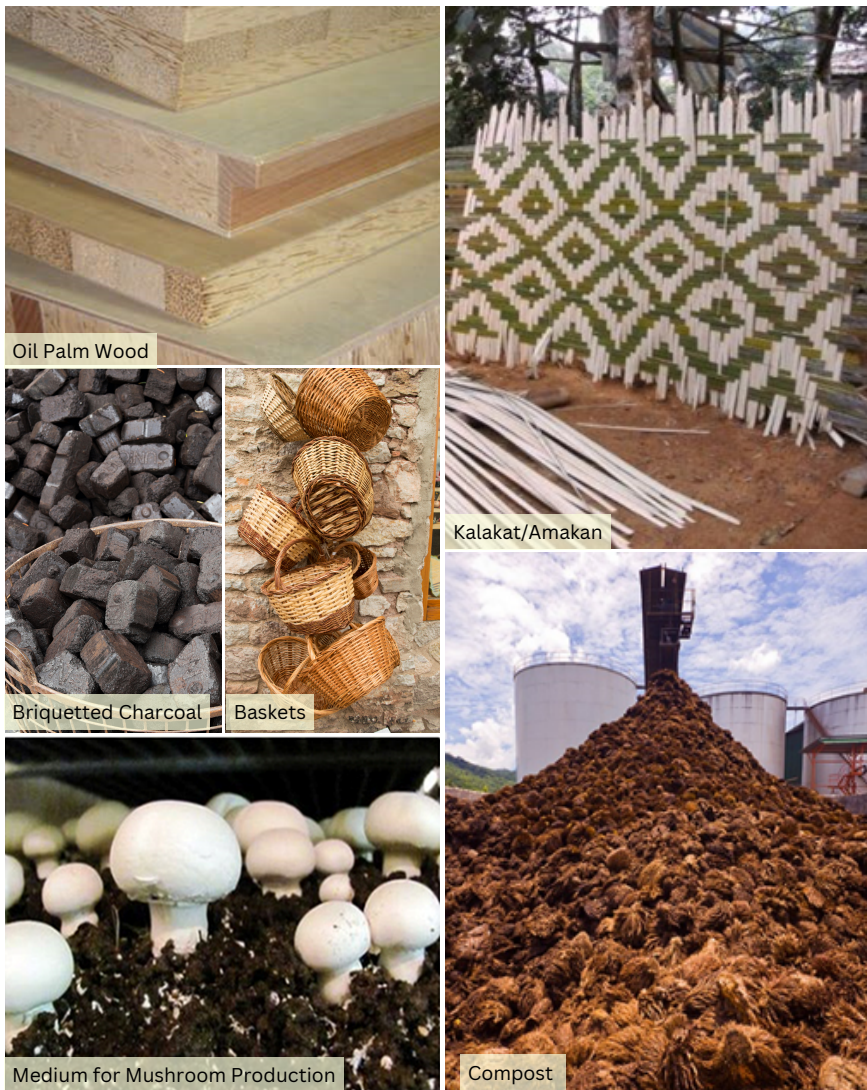 Oil Palm Wood
Kalakat/Amakan
Briquetted Charcoal
Baskets
Medium for Mushroom Production
Compost